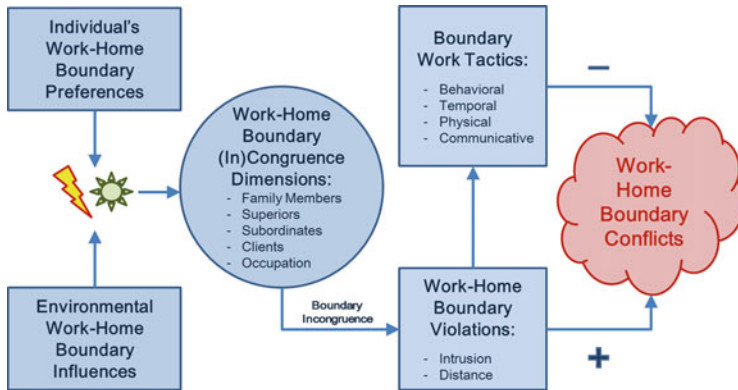 Individual's
Work-Home
Boundary
Preferences
Environmental
Work-Home
Boundary
Influences
Work-Home
Boundary
(In)Congruence
Dimensions:
- Family Members
- Superiors
- Subordinates
- Clients
- Occupation
Boundary
Incongruence
Boundary
Work Tactics:
- Behavioral
- Temporal
- Physical
- Communicative
Work-Home
Boundary
Violations:
- Intrusion
- Distance
−
+
Work-
Home
Boundary
Conflicts